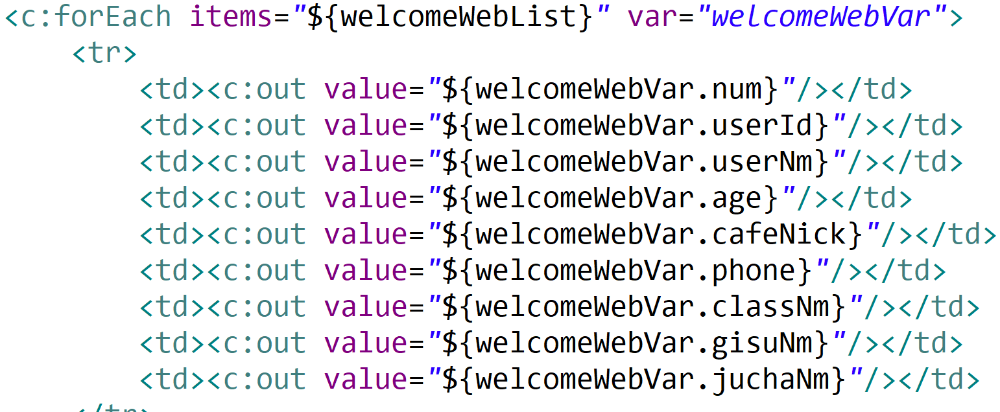 <c:forEach items="${welcomeWebList}" var="welcomeWebVar">
<tr>
<td><c:out value="${welcomeWebVar.num}"/></td>
<td><c:out value="${welcomeWebVar.userId}"/></td>
<td><c:out value="${welcomeWebVar.userNm}"/></td>
<td><c:out value="${welcomeWebVar.age}"/></td>
<td><c:out value="${welcomeWebVar.cafeNick}"/></td>
<td><c:out value="${welcomeWebVar.phone}"/></td>
<td><c:out value="${welcomeWebVar.classNm}"/></td>
<td><c:out value="${welcomeWebVar.gisuNm}"/></td>
<td><c:out value="${welcomeWebVar.juchaNm}"/></td>
</tr>